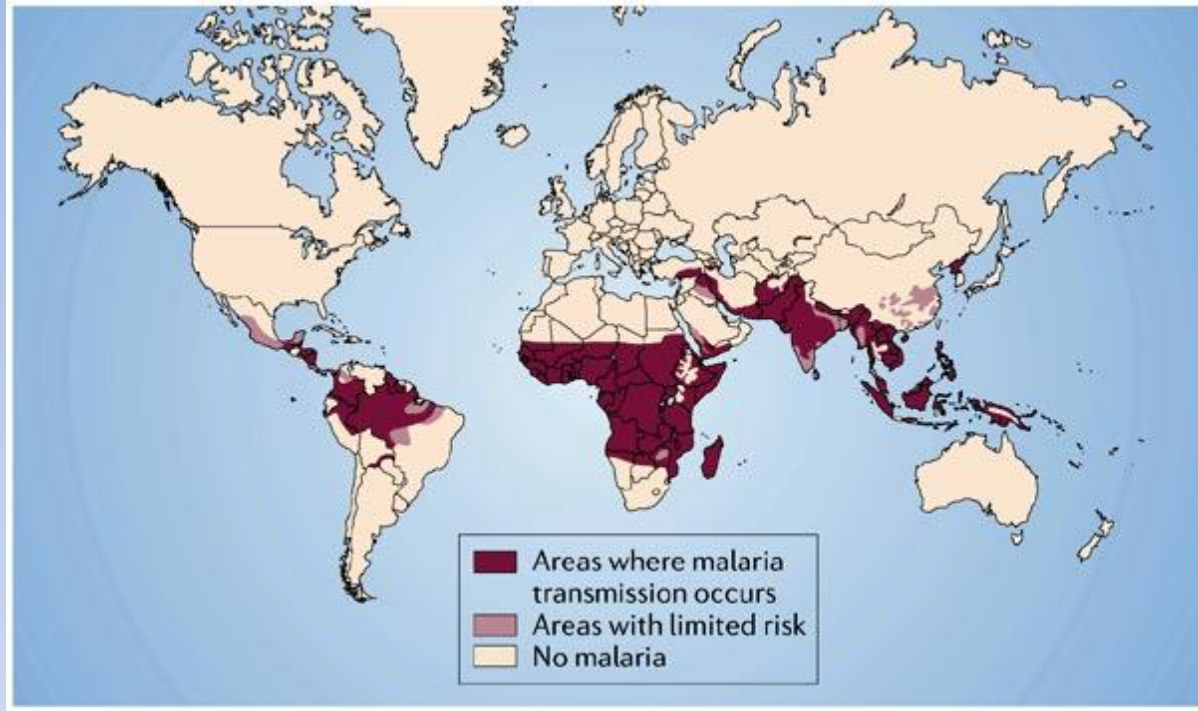 Areas where malaria
transmission occurs
Areas with limited risk
No malaria